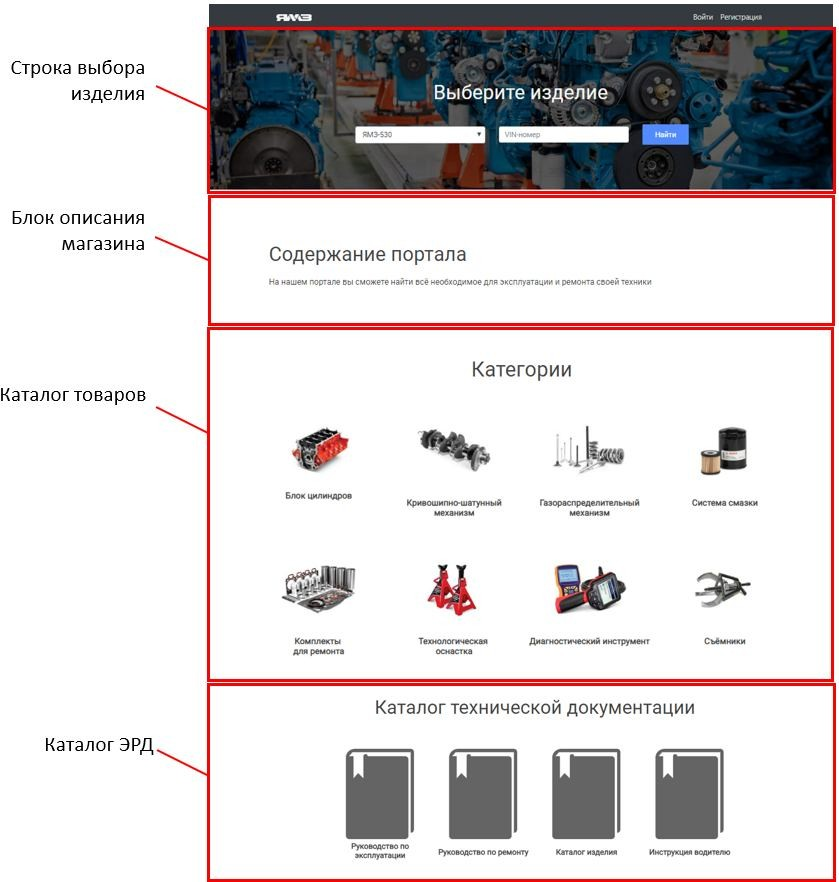 ЯМЗ
Войти Регистрация
Строка выбора
изделия
Выберите изделие
ЯМЗ-530
VIN-номер
Найти
Блок описания
магазина
Содержание портала
На нашем портале вы сможете найти всё необходимое для эксплуатации и ремонта своей техники
Каталог товаров
Категории
Блок цилиндров
Кривошипно-шатунный
механизм
Газораспределительный
механизм
Система смазки
Комплекты
для ремонта
Технологическая
оснастка
Диагностический инструмент
Съёмники
Каталог ЭРД
Каталог технической документации
Руководство по
эксплуатации
Руководство по ремонту
Каталог изделия
Инструкция водителю